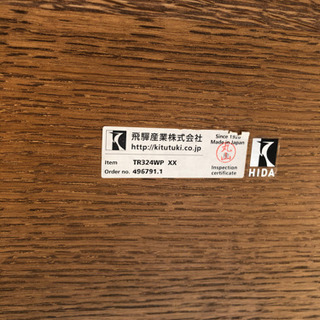 飛騨産業株式会社
http://kitutuki.co.jp
Since 1920
Made in Japan
Item TR324WP XX
Order no. 496791.1
Inspection
certificate
HIDA